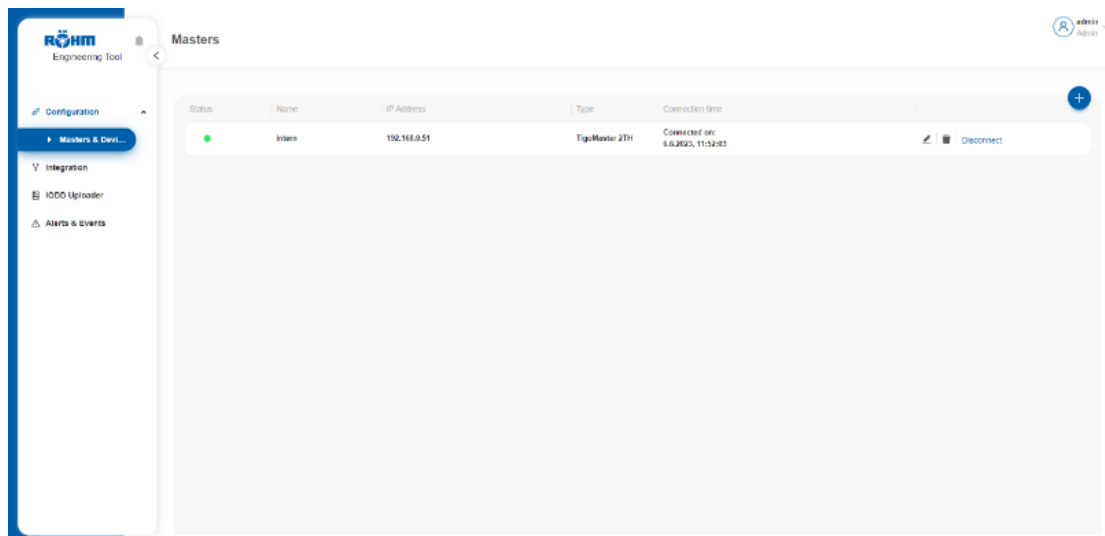 RÖHM
Engineering Tool
Masters
admin
Admin
Configuration
Masters & Devi...
Integration
IODD Uploader
Alerts & Events
Status Name IP Address Type Connection time
intern 192.168.0.51 TigoMaster 2TH Connected on: Disconnect
6.6.2023, 11:52:03